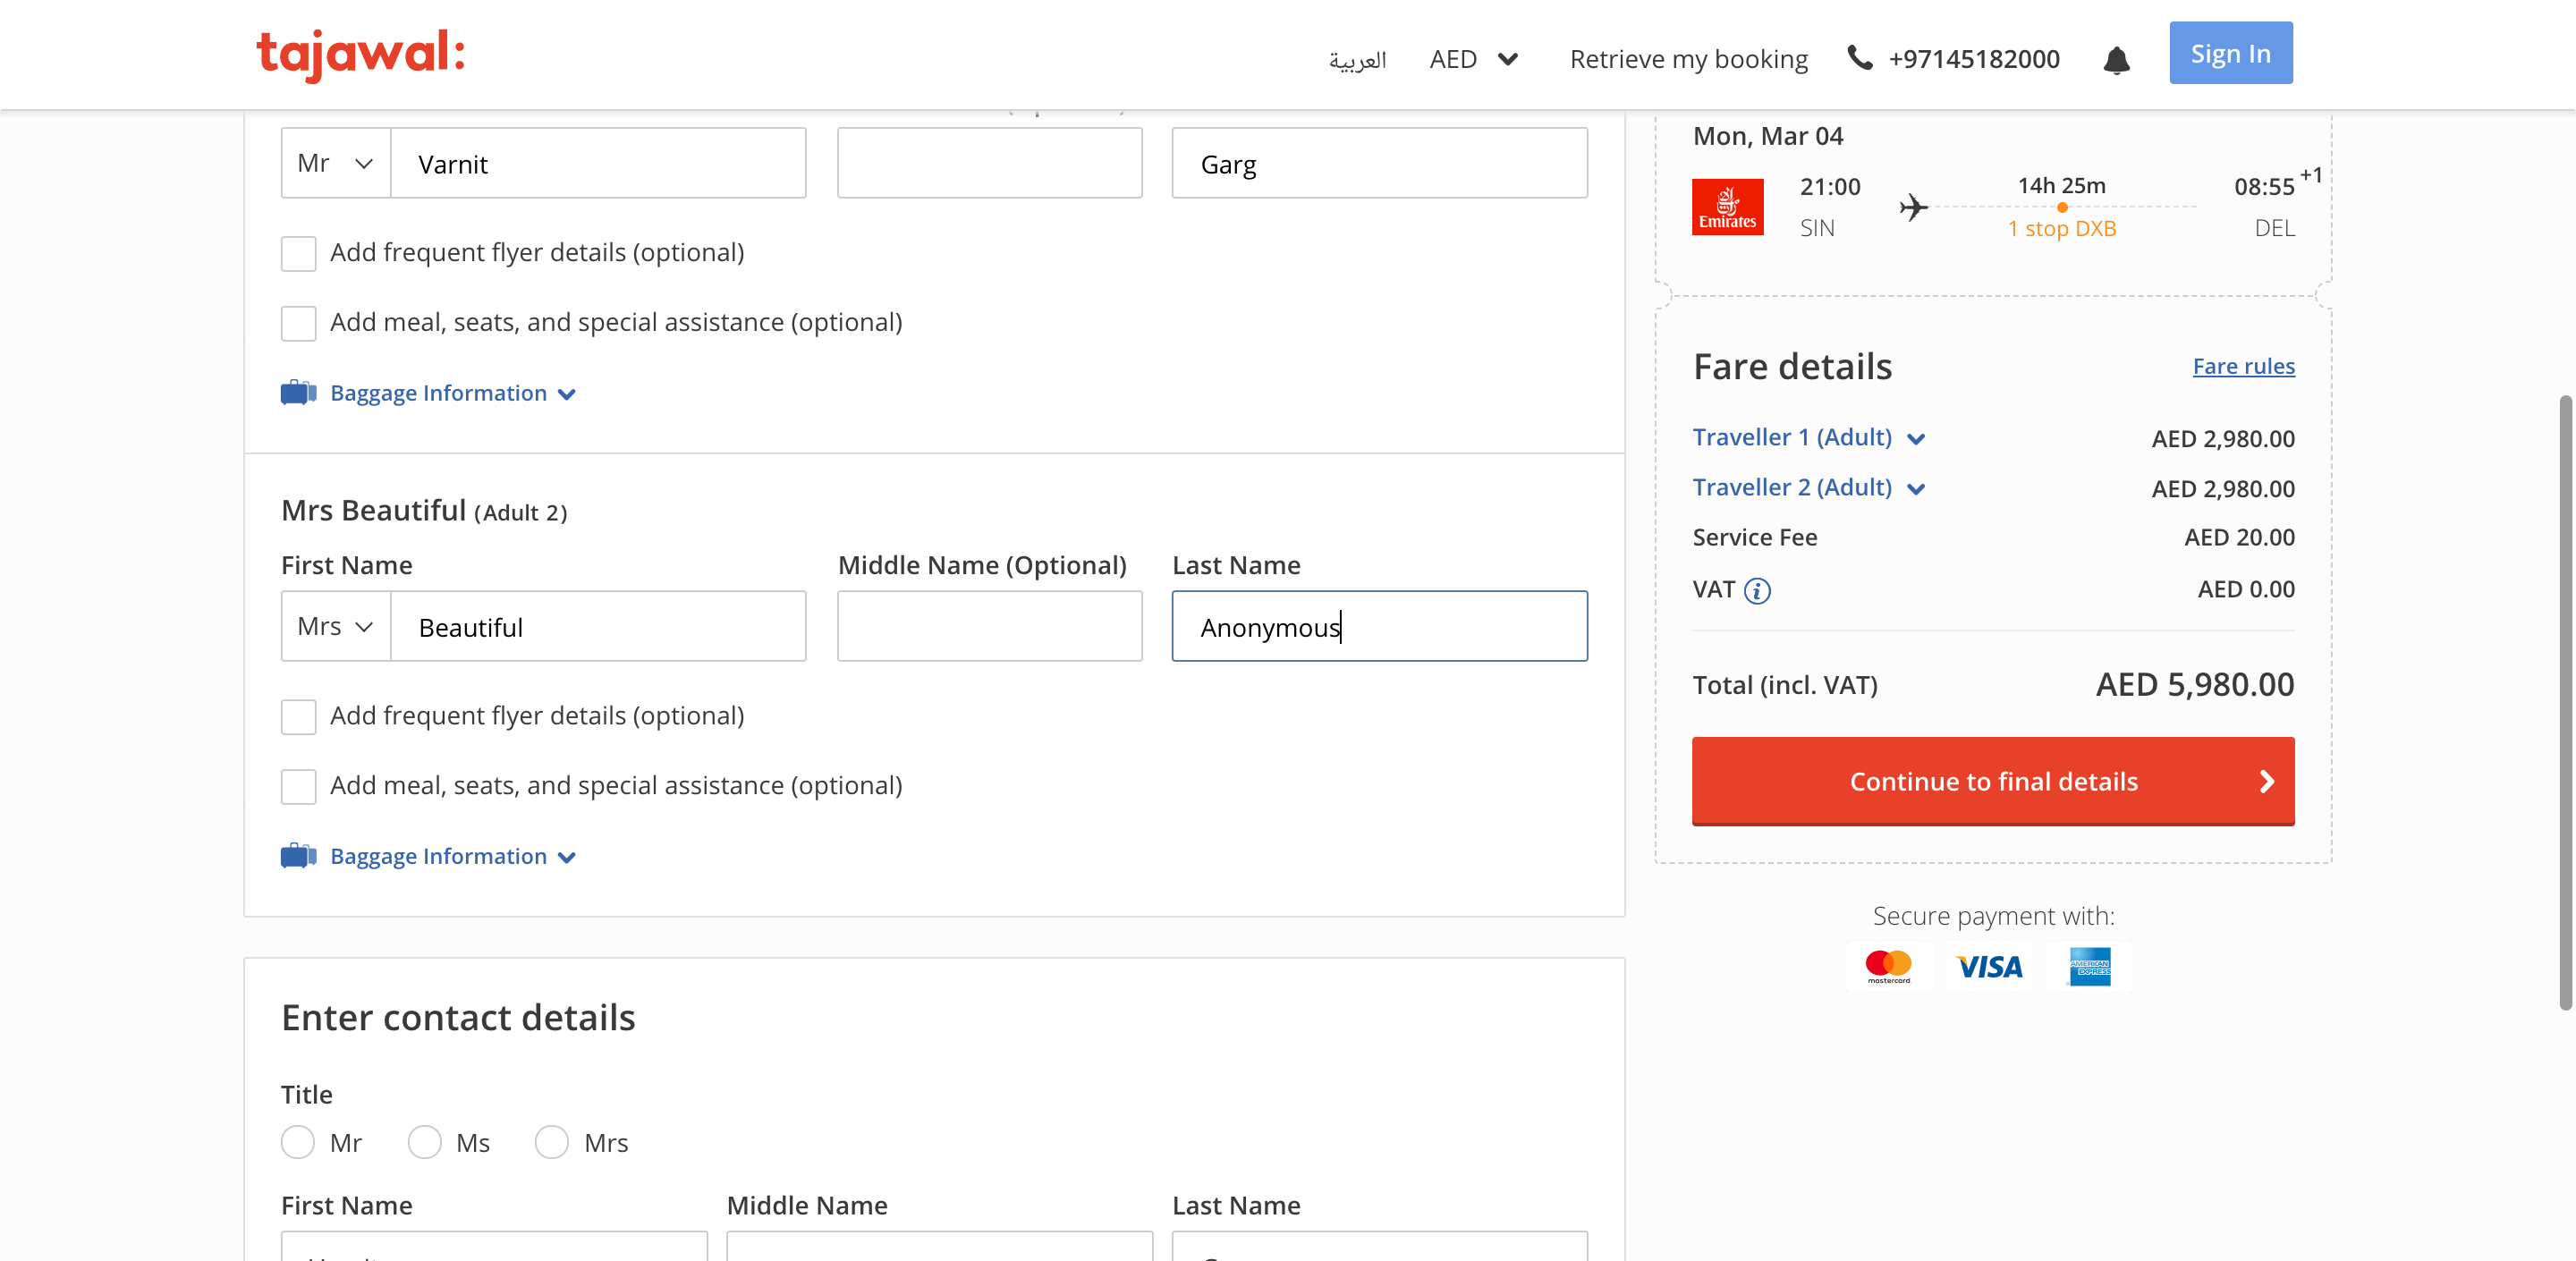 tajawal:
العربية
AED
Retrieve my booking
+97145182000
Sign In
Mr
Varnit
Garg
Add frequent flyer details (optional)
Add meal, seats, and special assistance (optional)
Baggage Information
Mrs Beautiful (Adult 2)
First Name
Middle Name (Optional)
Last Name
Mrs
Beautiful
Anonymous
Add frequent flyer details (optional)
Add meal, seats, and special assistance (optional)
Baggage Information
Enter contact details
Title
Mr
Ms
Mrs
First Name
Middle Name
Last Name
Mon, Mar 04
Emirates
21:00
14h 25m
08:55 +1
SIN
1 stop DXB
DEL
Fare details
Fare rules
Traveller 1 (Adult)
AED 2,980.00
Traveller 2 (Adult)
AED 2,980.00
Service Fee
AED 20.00
VAT i
AED 0.00
Total (incl. VAT)
AED 5,980.00
Continue to final details
Secure payment with:
mastercard
VISA
AMERICAN EXPRESS